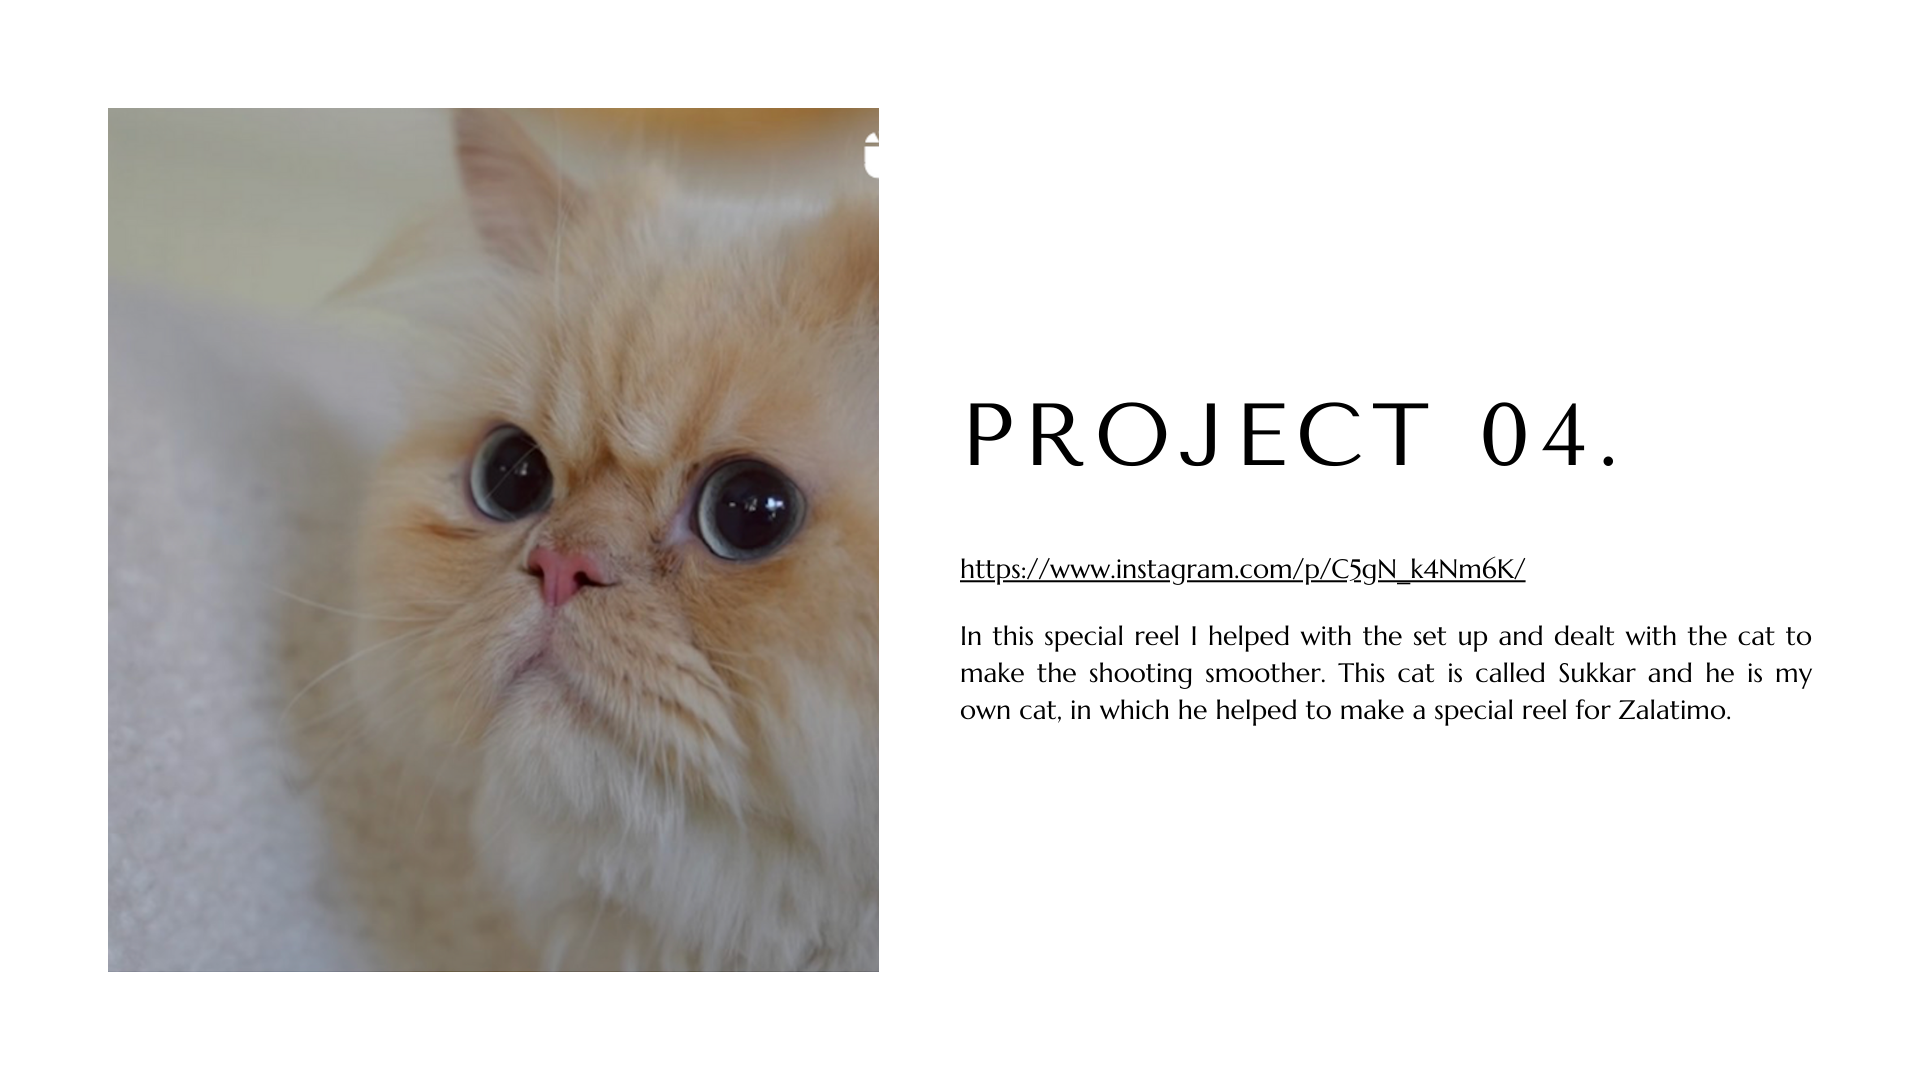 PROJECT 04.
https://www.instagram.com/p/C5gN_k4Nm6K/
In this special reel I helped with the set up and dealt with the cat to
make the shooting smoother. This cat is called Sukkar and he is my
own cat, in which he helped to make a special reel for Zalatimo.